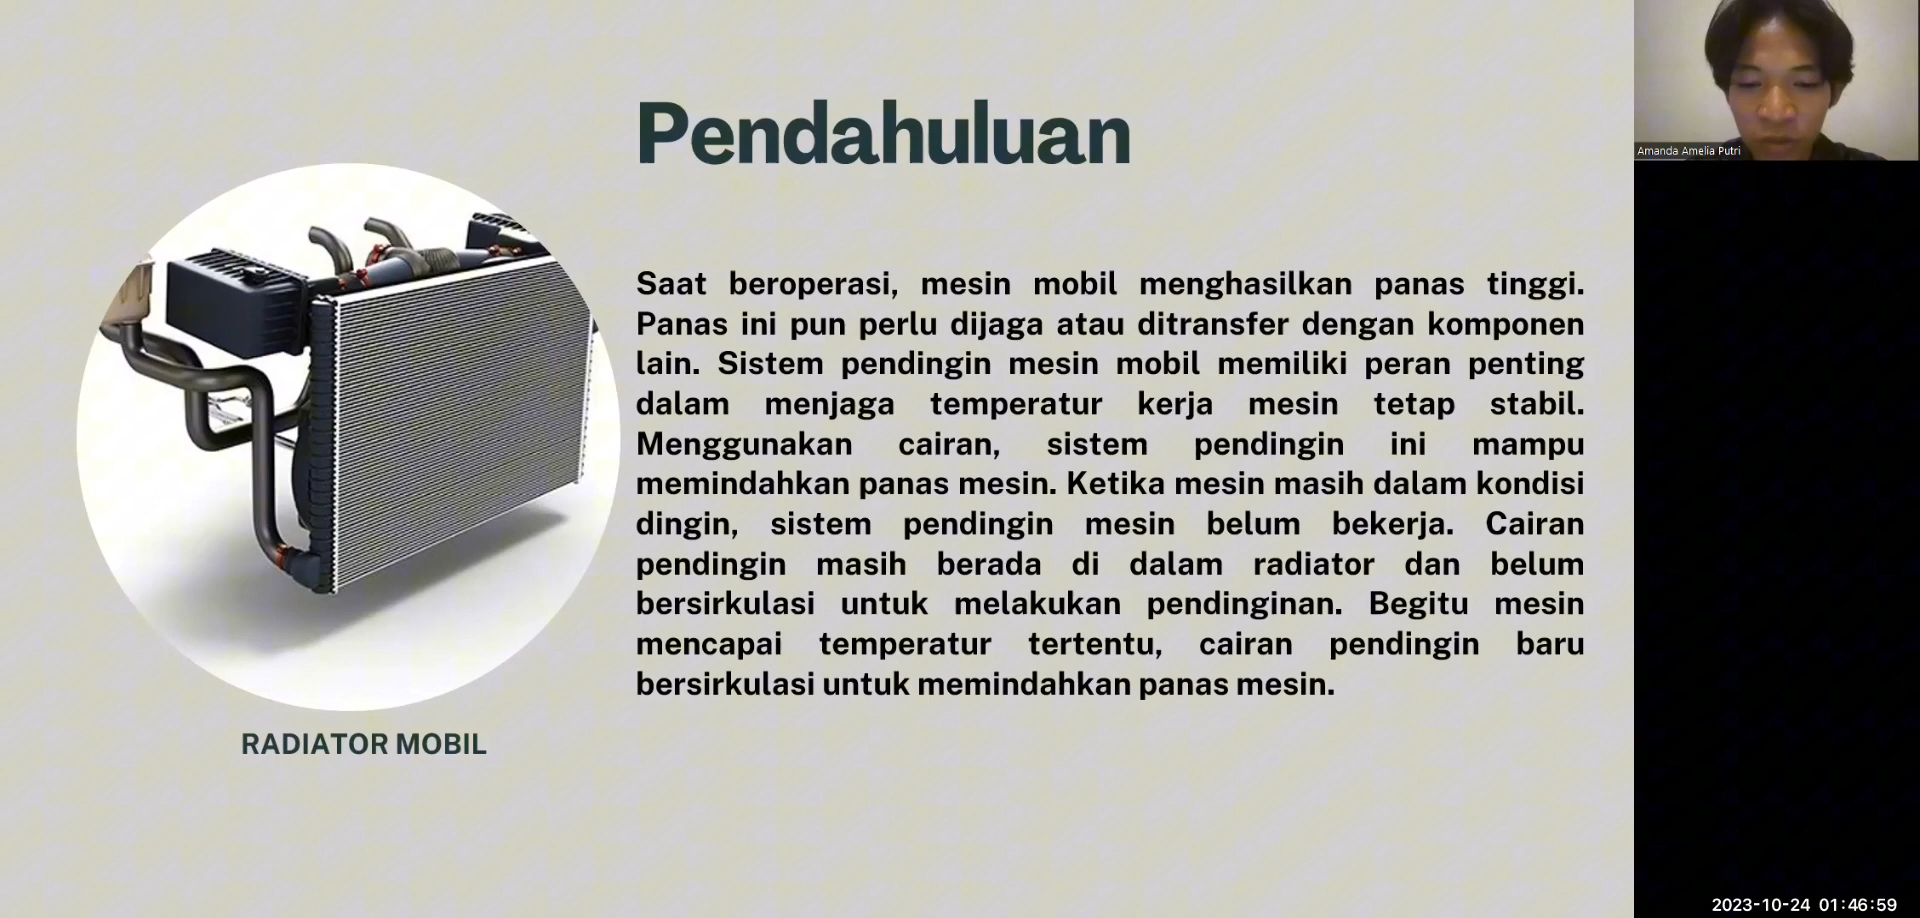 Pendahuluan
Saat beroperasi, mesin mobil menghasilkan panas tinggi.
Panas ini pun perlu dijaga atau ditransfer dengan komponen
lain. Sistem pendingin mesin mobil memiliki peran penting
dalam menjaga temperatur kerja mesin tetap stabil.
Menggunakan cairan, sistem pendingin ini mampu
memindahkan panas mesin. Ketika mesin masih dalam kondisi
dingin, sistem pendingin mesin belum bekerja. Cairan
pendingin masih berada di dalam radiator dan belum
bersirkulasi untuk melakukan pendinginan. Begitu mesin
mencapai temperatur tertentu, cairan pendingin baru
bersirkulasi untuk memindahkan panas mesin.
RADIATOR MOBIL
Amanda Amelia Putri
2023-10-24 01:46:59